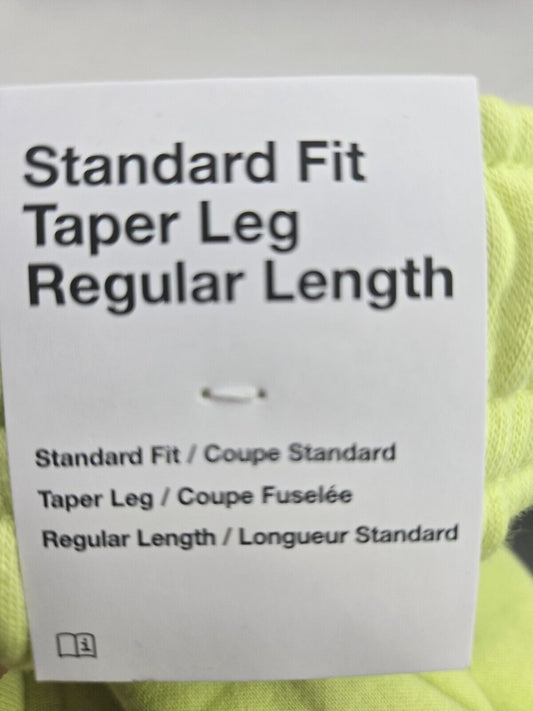 Standard Fit
Taper Leg
Regular Length
Standard Fit / Coupe Standard
Taper Leg / Coupe Fuselée
Regular Length / Longueur Standard
i